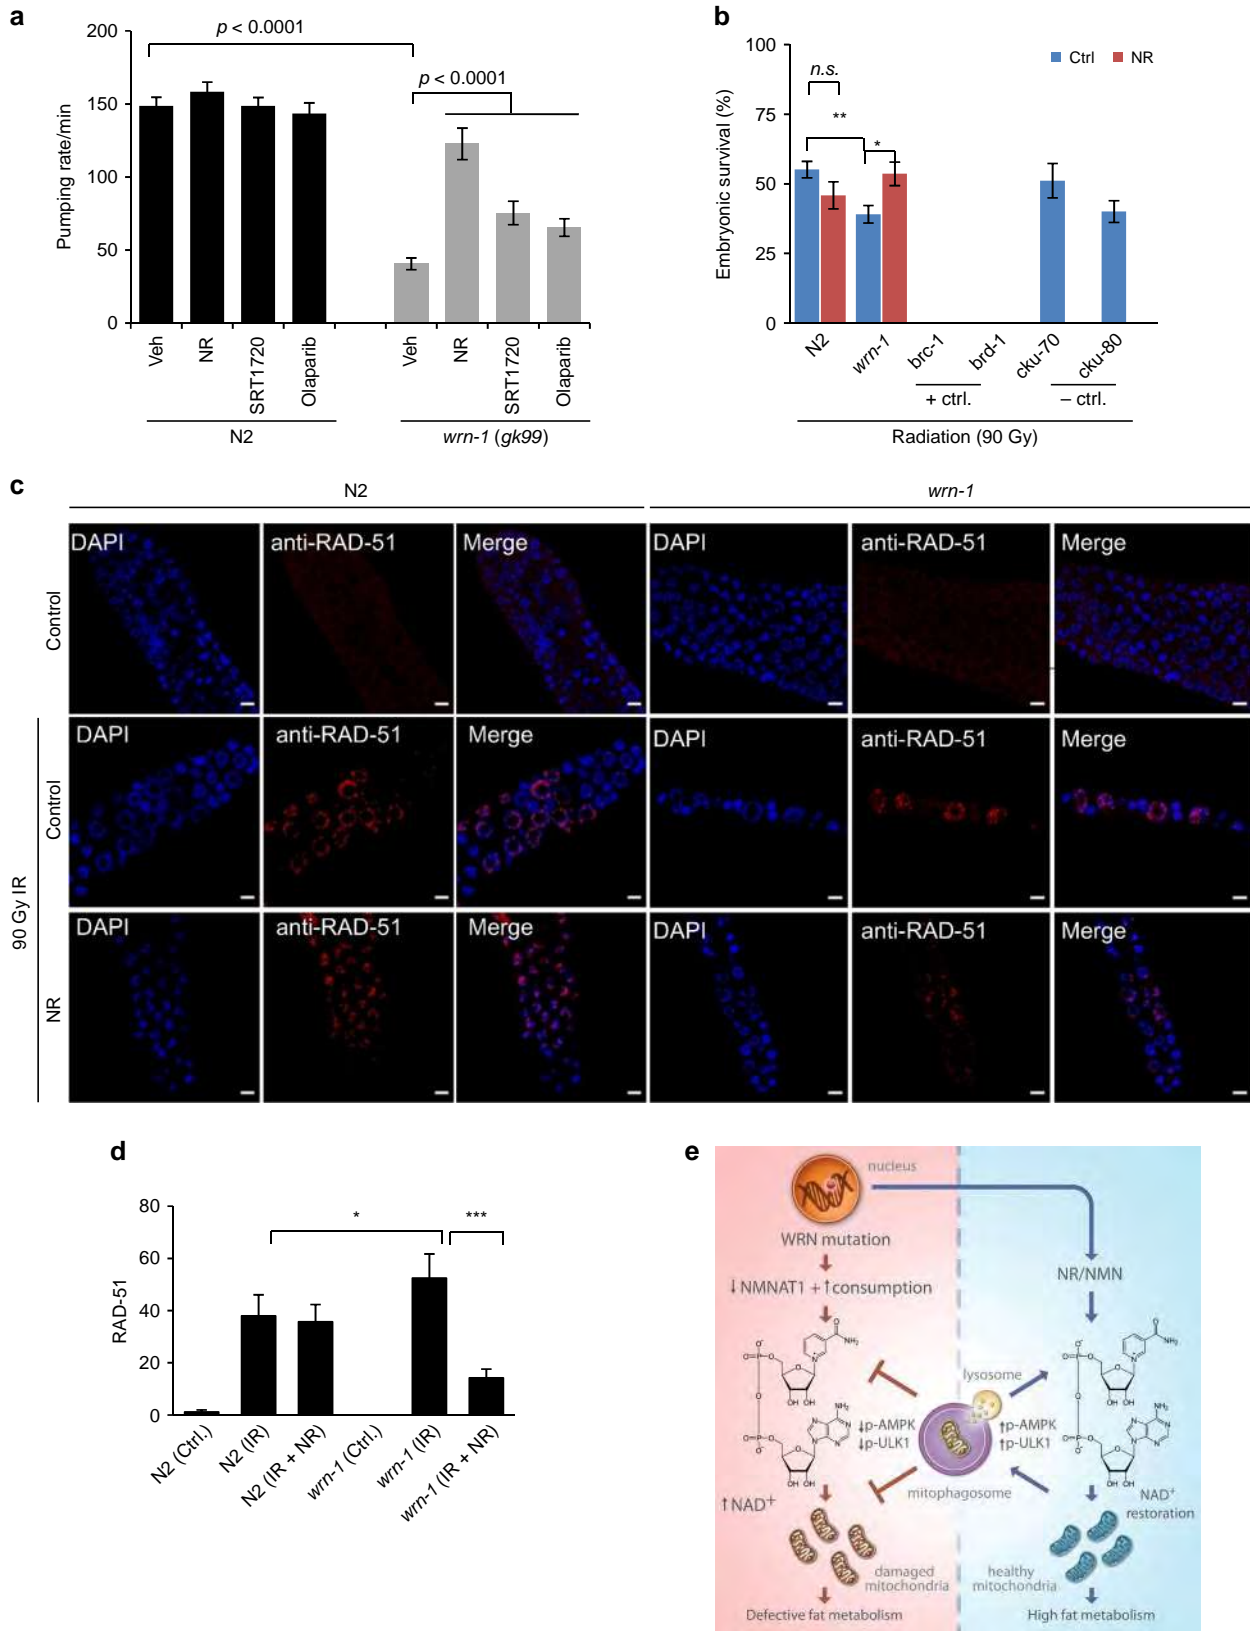 a
p < 0.0001
p < 0.0001
Pumping rate/min
200
150
100
50
0
Veh
NR
SRT1720
Olaparib
Veh
NR
SRT1720
Olaparib
N2
wrn-1 (gk99)
b
Ctrl
NR
n.s.
**
*
Embryonic survival (%)
100
75
50
25
0
N2
wrn-1
brc-1
brd-1
cku-70
cku-80
+ ctrl.
– ctrl.
Radiation (90 Gy)
c
N2
wrn-1
Control
DAPI
anti-RAD-51
Merge
DAPI
anti-RAD-51
Merge
90 Gy IR
Control
DAPI
anti-RAD-51
Merge
DAPI
anti-RAD-51
Merge
NR
DAPI
anti-RAD-51
Merge
DAPI
anti-RAD-51
Merge
d
RAD-51
80
60
40
20
0
*
***
N2 (Ctrl.)
N2 (IR)
N2 (IR + NR)
wrn-1 (Ctrl.)
wrn-1 (IR)
wrn-1 (IR + NR)
e
nucleus
WRN mutation
↓NMNAT1 + ↑consumption
NR/NMN
lysosome
↓p-AMPK
↓p-ULK1
↑p-AMPK
↑p-ULK1
mitophagosome
↑NAD+
NAD+
restoration
damaged
mitochondria
healthy
mitochondria
Defective fat metabolism
High fat metabolism